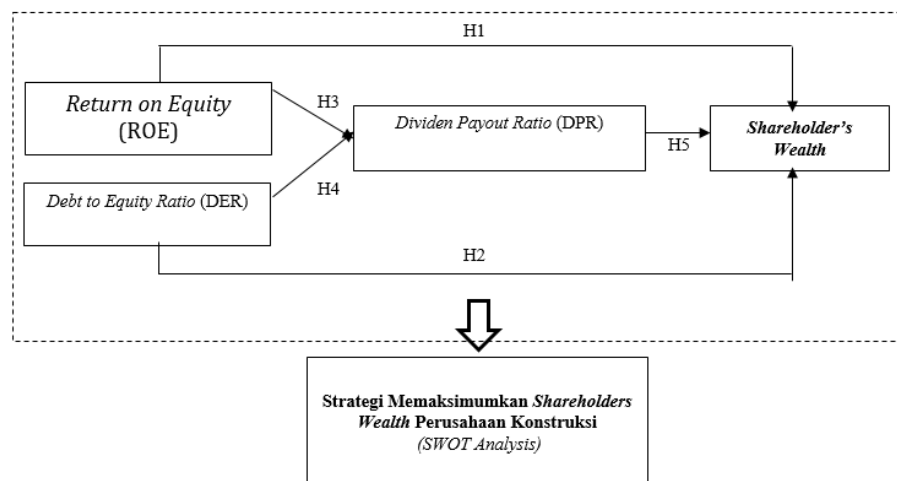 H1
Return on Equity
(ROE)
H3
Dividen Payout Ratio (DPR)
H5
Shareholder's
Wealth
H4
Debt to Equity Ratio (DER)
H2
Strategi Memaksimumkan Shareholders
Wealth Perusahaan Konstruksi
(SWOT Analysis)